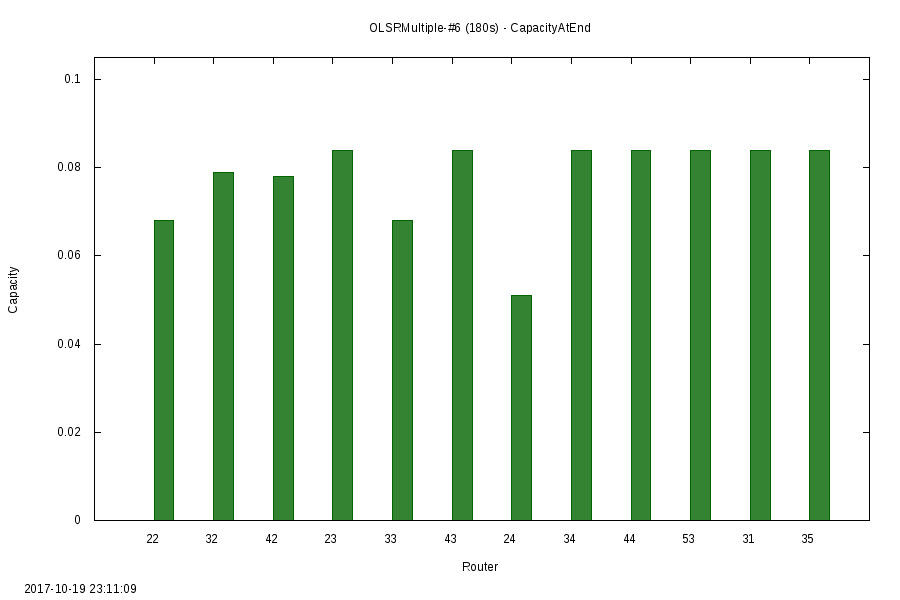 OLSRMultiple-#6 (180s) - CapacityAtEnd
0.1
0.08
0.06
0.04
0.02
0
Capacity
22 32 42 23 33 43 24 34 44 53 31 35
Router
2017-10-19 23:11:09